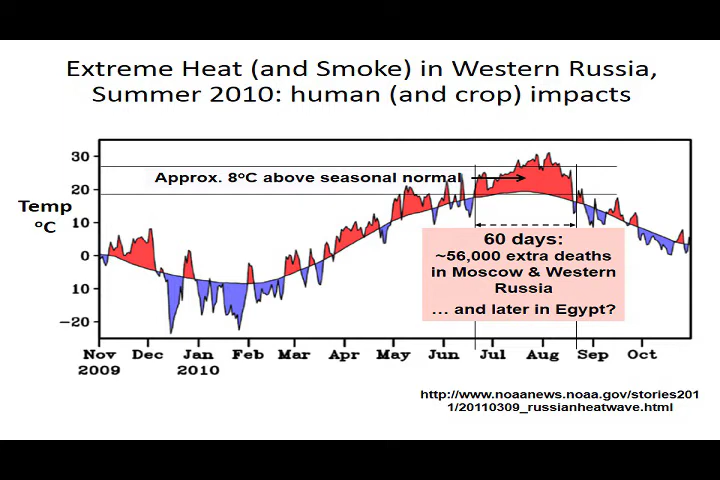 Extreme Heat (and Smoke) in Western Russia,
Summer 2010: human (and crop) impacts
30
Approx. 8°C above seasonal normal
20
Temp
°C
10
0
10
−20
60 days:
~56,000 extra deaths
in Moscow & Western
Russia
... and later in Egypt?
Nov Dec Jan Feb Mar Apr May Jun Jul Aug Sep Oct
2009 2010
http://www.noaanews.noaa.gov/stories201
1/20110309_russianheatwave.html